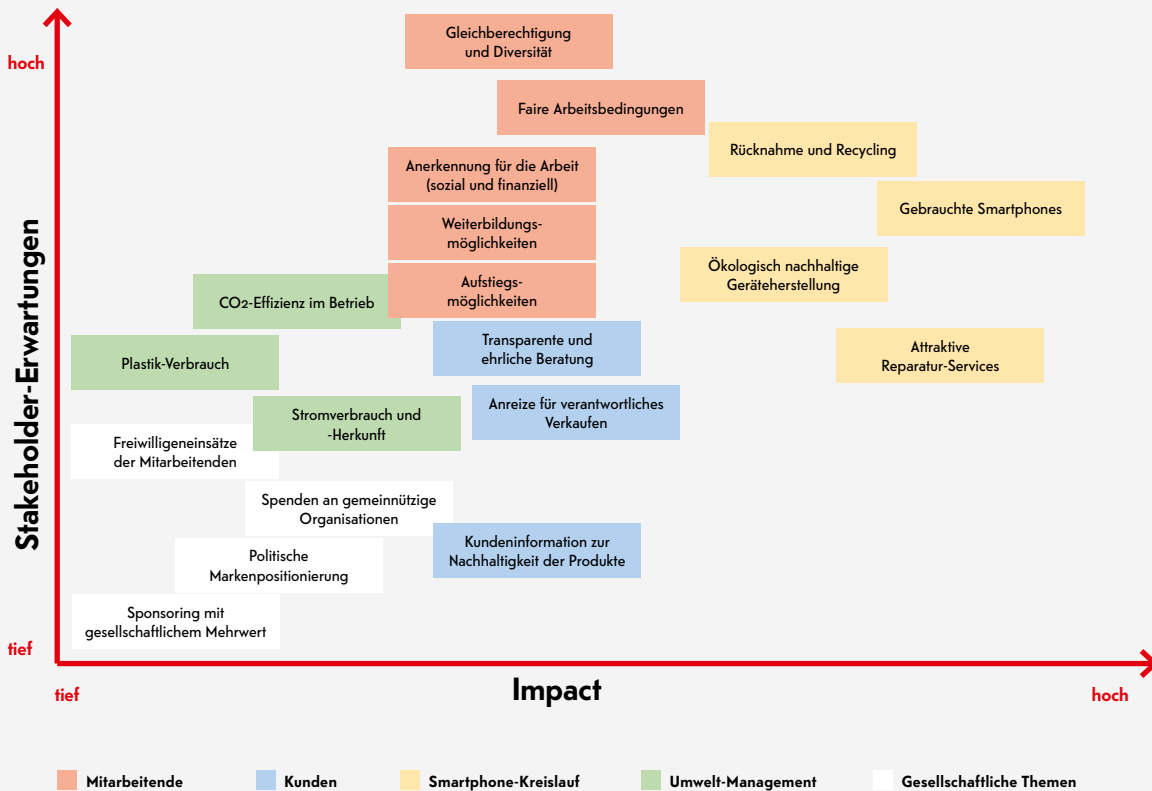 Gleichberechtigung
und Diversität
hoch
Faire Arbeitsbedingungen
Rücknahme und Recycling
Anerkennung für die Arbeit
(sozial und finanziell)
Gebrauchte Smartphones
Weiterbildungs-
möglichkeiten
Ökologisch nachhaltige
Geräteherstellung
Aufstiegs-
möglichkeiten
CO2-Effizienz im Betrieb
Stakeholder-Erwartungen
Transparente und
ehrliche Beratung
Attraktive
Reparatur-Services
Plastik-Verbrauch
Anreize für verantwortliches
Verkaufen
Stromverbrauch und
-Herkunft
Freiwilligeneinsätze
der Mitarbeitenden
Spenden an gemeinnützige
Organisationen
Kundeninformation zur
Nachhaltigkeit der Produkte
Politische
Markenpositionierung
Sponsoring mit
gesellschaftlichem Mehrwert
tief
tief
Impact
hoch
Mitarbeitende
Kunden
Smartphone-Kreislauf
Umwelt-Management
Gesellschaftliche Themen